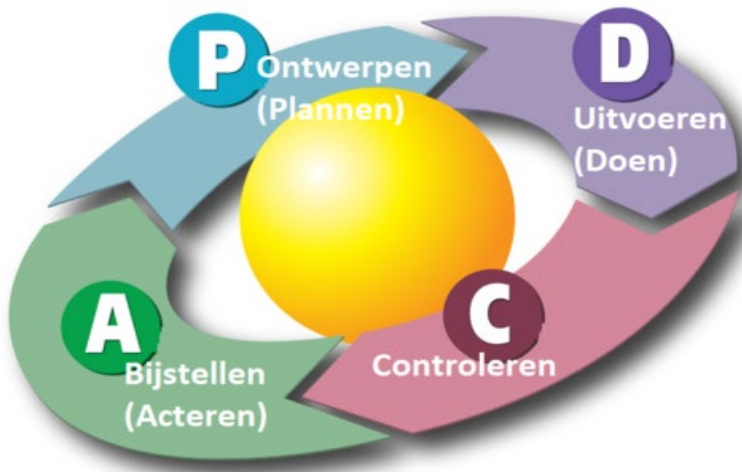 P
Ontwerpen
(Plannen)
D
Uitvoeren
(Doen)
C
Controleren
A
Bijstellen
(Acteren)